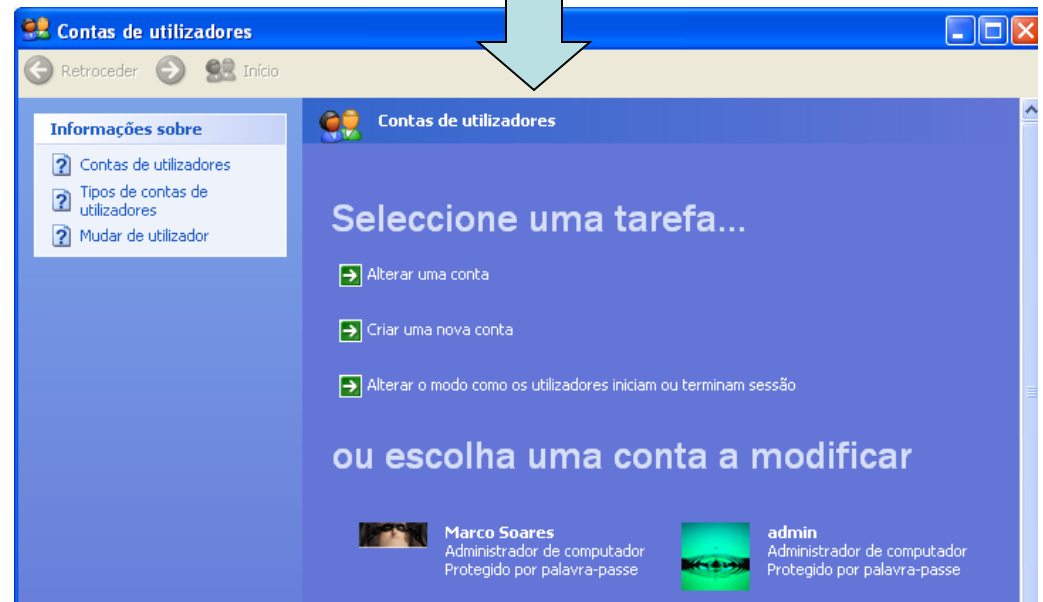 Contas de utilizadores
Retroceder
Início
Informações sobre
Contas de utilizadores
Tipos de contas de
utilizadores
Mudar de utilizador
Contas de utilizadores
Seleccione uma tarefa...
Alterar uma conta
Criar uma nova conta
Alterar o modo como os utilizadores iniciam ou terminam sessão
ou escolha uma conta a modificar
Marco Soares
Administrador de computador
Protegido por palavra-passe
admin
Administrador de computador
Protegido por palavra-passe